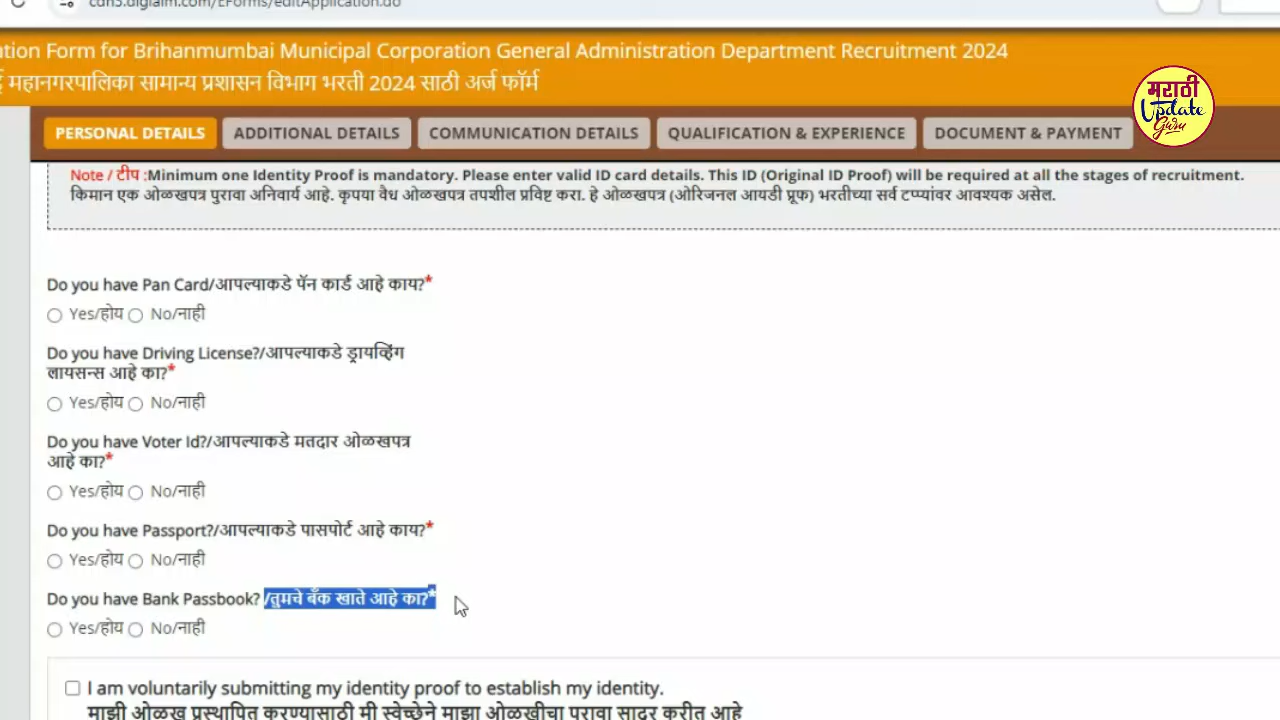 cdn3.digialm.com/EForms/editApplication.do
tion Form for Brihanmumbai Municipal Corporation General Administration Department Recruitment 2024
महानगरपालिका सामान्य प्रशासन विभाग भरती 2024 साठी अर्ज फॉर्म
मराठी
Update
Guru
PERSONAL DETAILS ADDITIONAL DETAILS COMMUNICATION DETAILS QUALIFICATION & EXPERIENCE DOCUMENT & PAYMENT
Note / टीप :Minimum one Identity Proof is mandatory. Please enter valid ID card details. This ID (Original ID Proof) will be required at all the stages of recruitment.
किमान एक ओळखपत्र पुरावा अनिवार्य आहे. कृपया वैध ओळखपत्र तपशील प्रविष्ट करा. हे ओळखपत्र (ओरिजनल आयडी प्रूफ) भरतीच्या सर्व टप्प्यांवर आवश्यक असेल.
Do you have Pan Card/आपल्याकडे पॅन कार्ड आहे काय?*
Yes/होय No/नाही
Do you have Driving License?/आपल्याकडे ड्रायव्हिंग
लायसन्स आहे का?*
Yes/होय No/नाही
Do you have Voter Id?/आपल्याकडे मतदार ओळखपत्र
आहे का?*
Yes/होय No/नाही
Do you have Passport?/आपल्याकडे पासपोर्ट आहे काय?*
Yes/होय No/नाही
Do you have Bank Passbook? /तुमचे बँक खाते आहे का?*
Yes/होय No/नाही
I am voluntarily submitting my identity proof to establish my identity.
माझी ओळख प्रस्थापित करण्यासाठी मी स्वेच्छेने माझा ओळखीचा पुरावा सादर करीत आहे